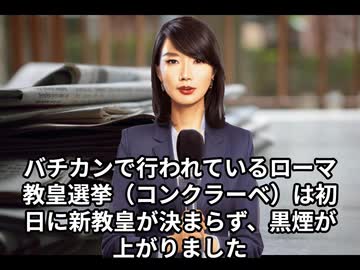 バチカンで行われているローマ
教皇選挙（コンクラーベ）は初
日に新教皇が決まらず、黒煙が
上がりました